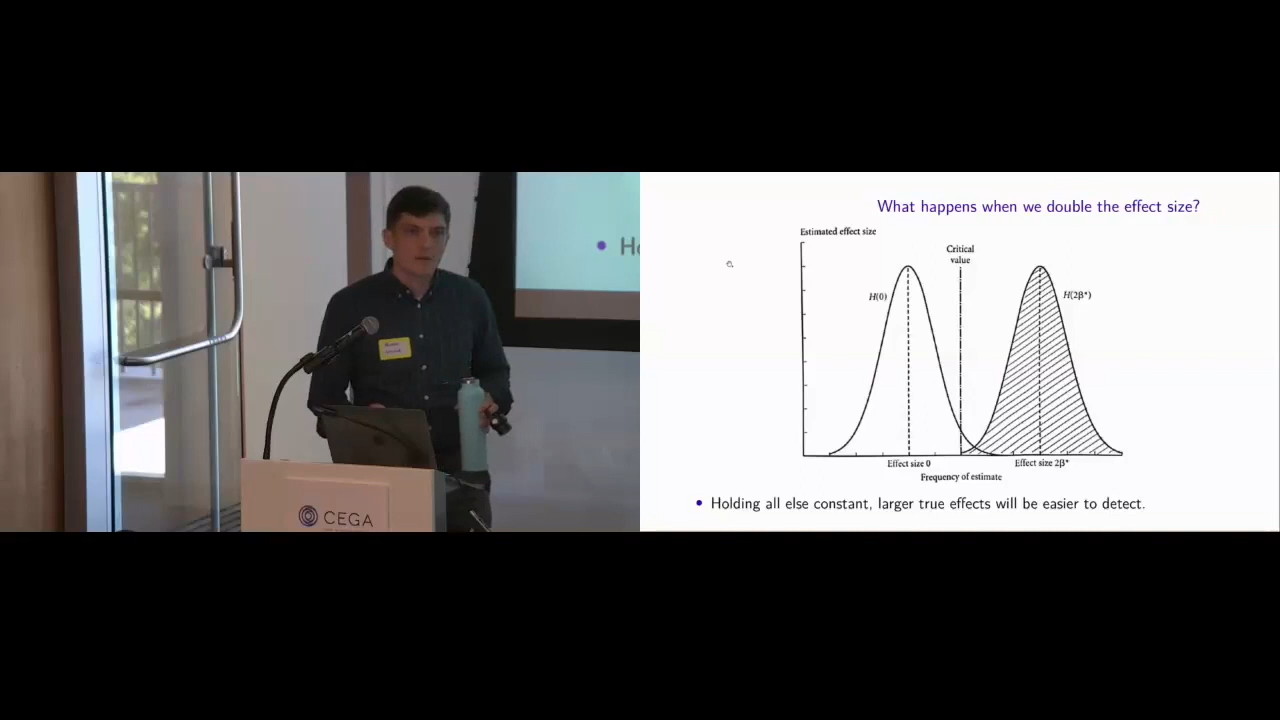 Ho
CEGA
What happens when we double the effect size?
Estimated effect size
Critical
value
H(0)
H(2β*)
Effect size 0
Effect size 2β*
Frequency of estimate
• Holding all else constant, larger true effects will be easier to detect.